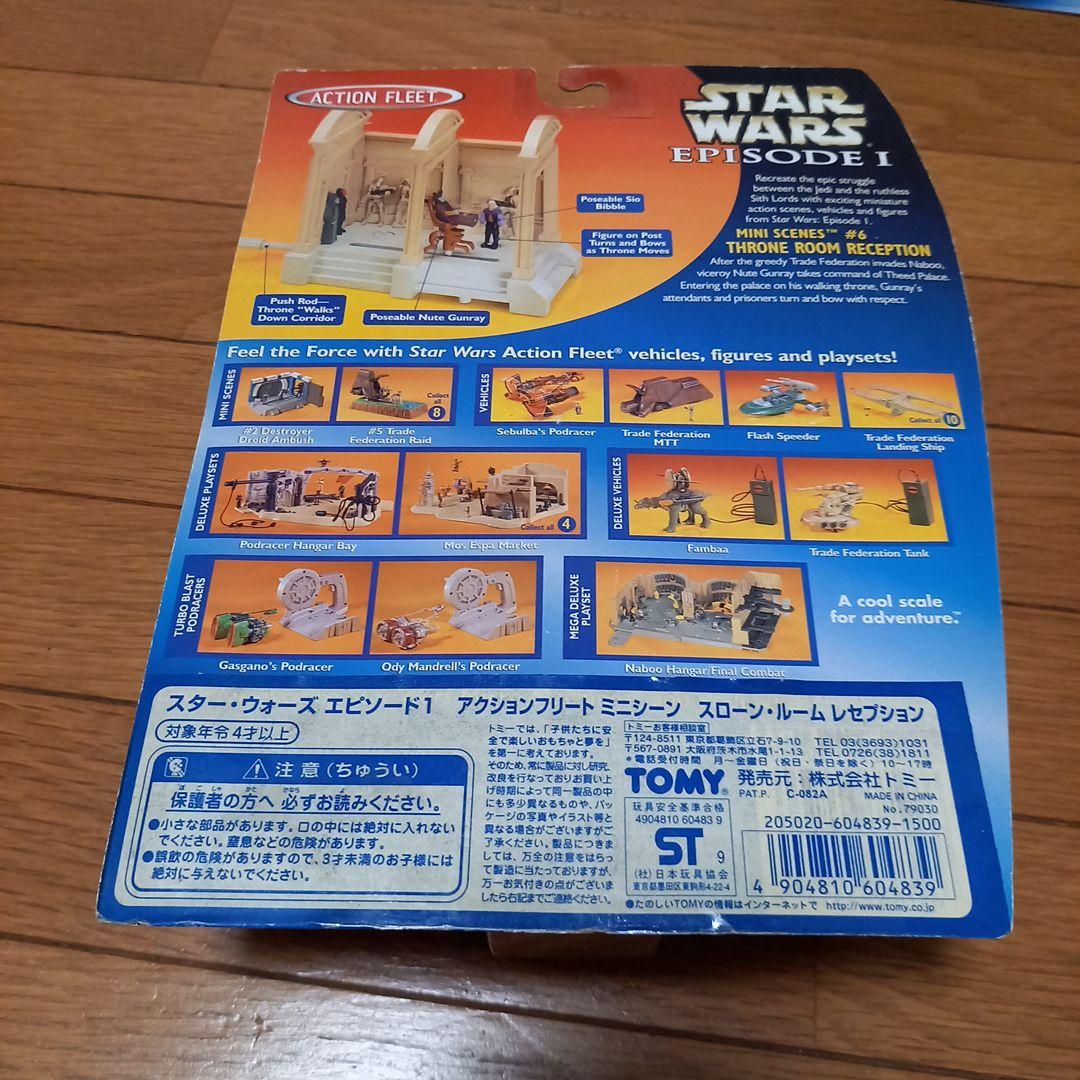 ACTION FLEET
STAR
WARS
EPISODE I
Recreate the epic struggle
between the Jedi and the ruthless
Sith Lords with exciting miniature
action scenes, vehicles and figures
from Star Wars: Episode I.
MINI SCENES™ #6
THRONE ROOM RECEPTION
After the greedy Trade Federation invades Naboo,
viceroy Nute Gunray takes command of Theed Palace.
Entering the palace on his walking throne, Gunray's
attendants and prisoners turn and bow with respect.
Poseable Sio
Bibble
Figure on Post
Turns and Bows
as Throne Moves
Push Rod—
Throne "Walks"
Down Corridor
Poseable Nute Gunray
Feel the Force with Star Wars Action Fleet® vehicles, figures and playsets!
MINI SCENES
#2 Destroyer
Droid Ambush
#5 Trade
Federation Raid
Collect
all
8
VEHICLES
Sebulba's Podracer
Trade Federation
MTT
Flash Speeder
Trade Federation
Landing Ship
Collect all 10
DELUXE PLAYSETS
Podracer Hangar Bay
Mos Espa Market
Collect all 4
DELUXE VEHICLES
Fambaa
Trade Federation Tank
TURBO BLAST
PODRACERS
Gasgano's Podracer
Ody Mandrell's Podracer
MEGA DELUXE
PLAYSET
Naboo Hangar/Final Combat
A cool scale
for adventure.™
スター・ウォーズ エピソード1 アクションフリート ミニシーン スローン・ルーム レセプション
対象年令 4才以上
注意(ちゅうい)
保護者の方へ 必ずお読みください。
●小さな部品があります。口の中には絶対に入れない
でください。窒息などの危険があります。
●誤飲の危険がありますので、3才未満のお子様には
絶対に与えないでください。
トミーでは、「子供たちに安
全で楽しいおもちゃと夢を」
を第一に考えております。
そのため、常に製品に対し研究、
改良を行なっておりお買い上
げ時期によって同一製品の中
にも多少異なるものや、パッ
ケージの写真やイラスト等と
異なる場合がございますがご
了承ください。製品につきま
しては、万全の注意をはらっ
て製造に当たっておりますが、
万一お気付きの点がございま
したら右記までご連絡ください。
トミーお客様相談室
〒124-8511 東京都葛飾区立石7-9-10 TEL 03(3693)1031
〒567-0891 大阪府茨木市水尾1-1-13 TEL 0726(38)1811
*電話受付時間 月~金曜日(祝日・祭日を除く)10~17時
TOMY® 発売元:株式会社トミー
PAT.P. C-082A MADE IN CHINA
No.79030
205020-604839-1500
玩具安全基準合格
4904810 60483 9
ST 9
(社)日本玩具協会
東京都墨田区東駒形4-22-4
4 904810 604839
●たのしいTOMYの情報はインターネットで http://www.tomy.co.jp